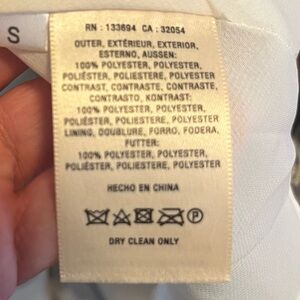 S
RN : 133694 CA : 32054
OUTER, EXTÉRIEUR, EXTERIOR,
ESTERNO, AUSSEN:
100% POLYESTER, POLYESTER,
POLIÉSTER, POLIESTERE, POLYESTER
CONTRAST, CONTRASTE, CONTRASTE,
CONTRASTO, KONTRAST:
100% POLYESTER, POLYESTER,
POLIÉSTER, POLIESTERE, POLYESTER
LINING, DOUBLURE, FORRO, FODERA,
FUTTER:
100% POLYESTER, POLYESTER,
POLIÉSTER, POLIESTERE, POLYESTER
HECHO EN CHINA
P
DRY CLEAN ONLY